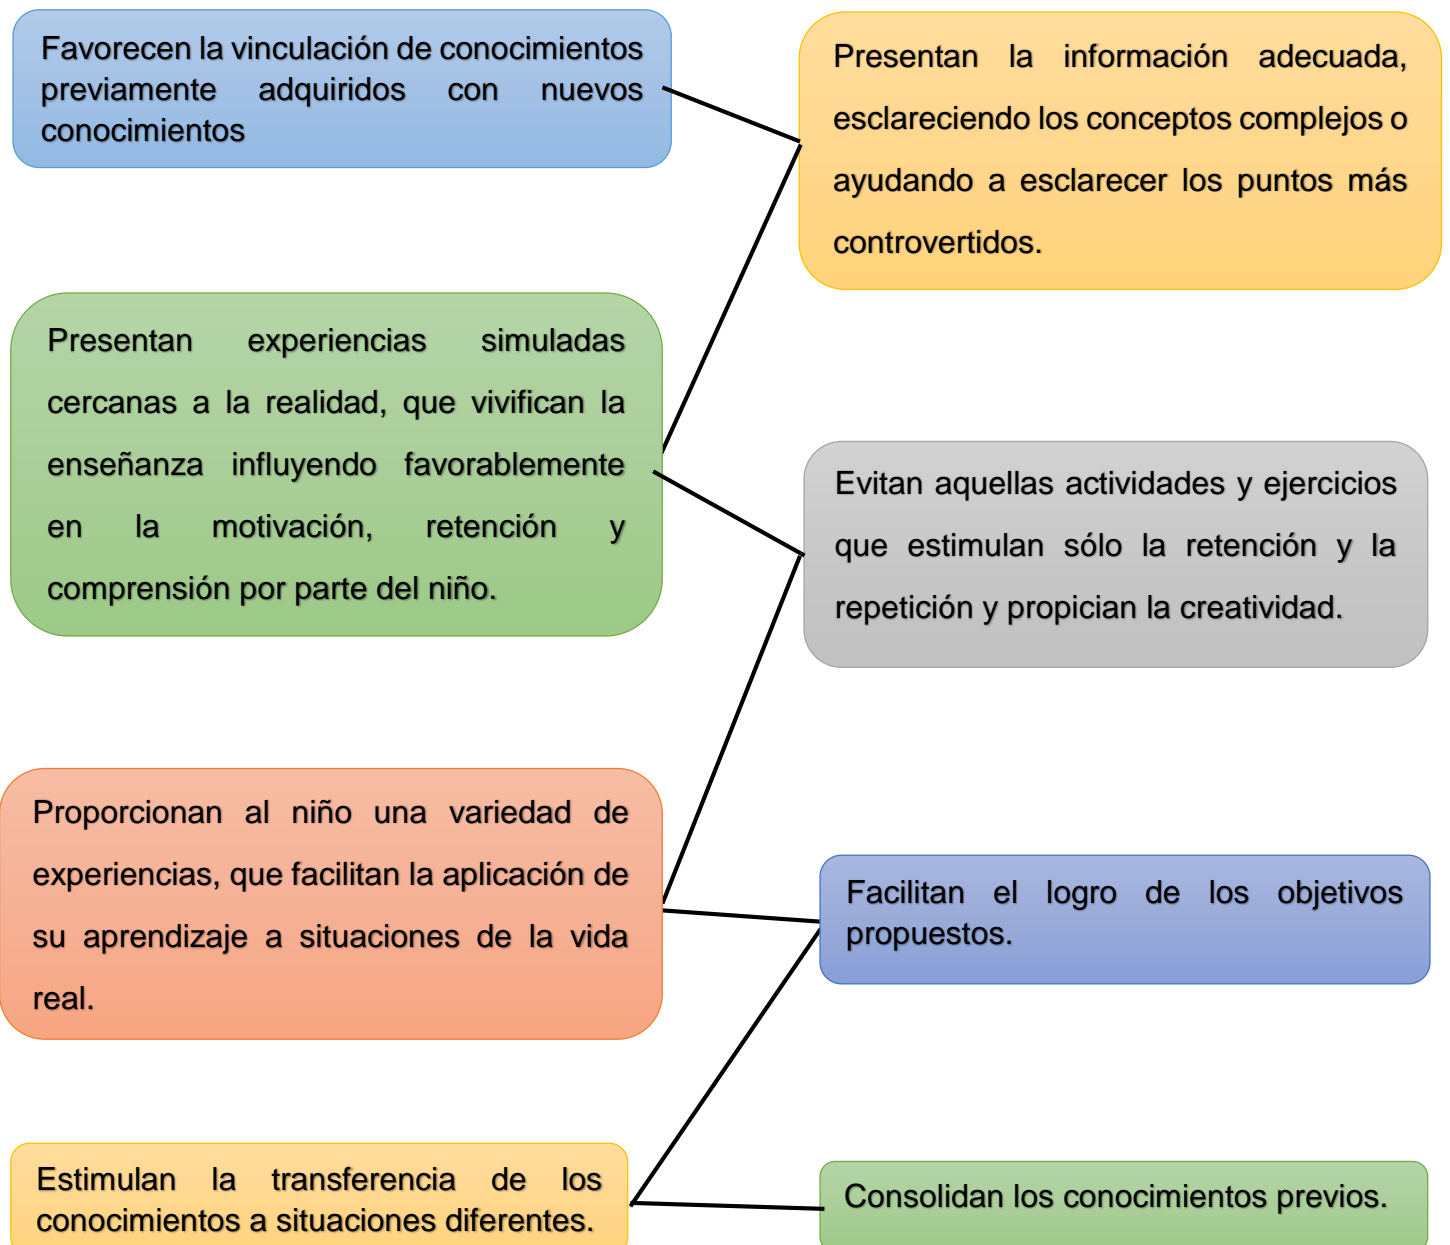 Favorecen la vinculación de conocimientos
previamente adquiridos con nuevos
conocimientos
Presentan la información adecuada,
esclareciendo los conceptos complejos o
ayudando a esclarecer los puntos más
controvertidos.
Presentan experiencias simuladas
cercanas a la realidad, que vivifican la
enseñanza influyendo favorablemente
en la motivación, retención y
comprensión por parte del niño.
Evitan aquellas actividades y ejercicios
que estimulan sólo la retención y la
repetición y propician la creatividad.
Proporcionan al niño una variedad de
experiencias, que facilitan la aplicación de
su aprendizaje a situaciones de la vida
real.
Facilitan el logro de los objetivos
propuestos.
Estimulan la transferencia de los
conocimientos a situaciones diferentes.
Consolidan los conocimientos previos.